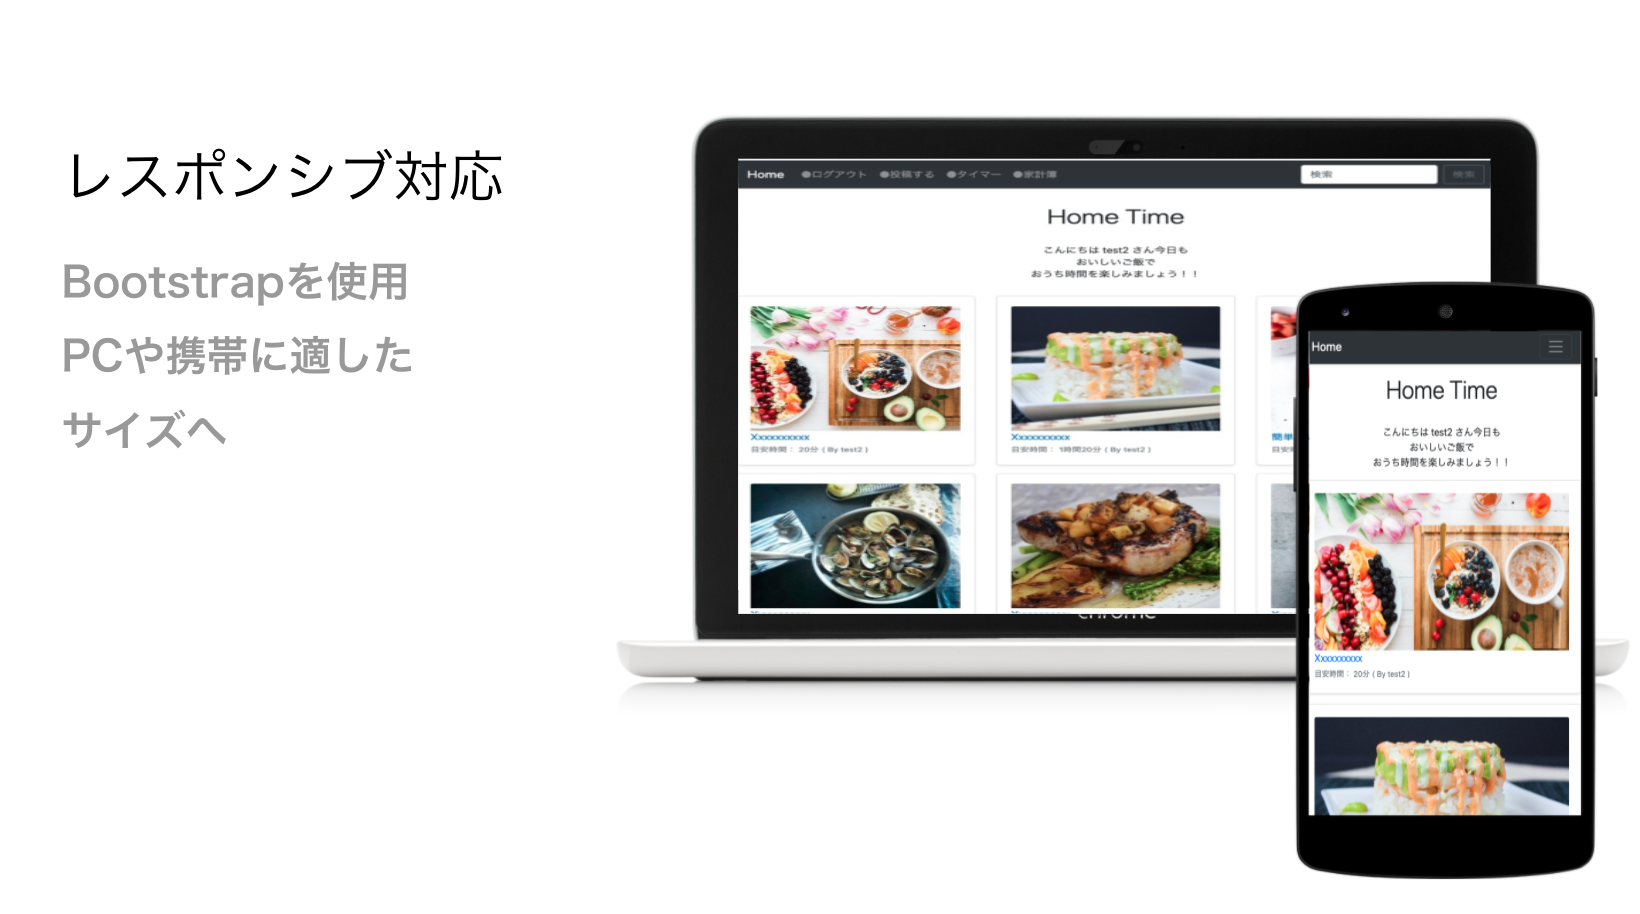 レスポンシブ対応
Bootstrapを使用
PCや携帯に適した
サイズへ
Home ●ログアウト ●投稿する ●タイマー ●家計簿 検索 検索
Home Time
こんにちは test2 さん今日も
おいしいご飯で
おうち時間を楽しみましょう！！
Xxxxxxxxxx
目安時間： 20分 ( By test2 )
Xxxxxxxxxx
目安時間： 1時間20分 ( By test2 )
簡単
目安
Home
Home Time
こんにちは test2 さん今日も
おいしいご飯で
おうち時間を楽しみましょう！！
Xxxxxxxxxx
目安時間： 20分 ( By test2 )